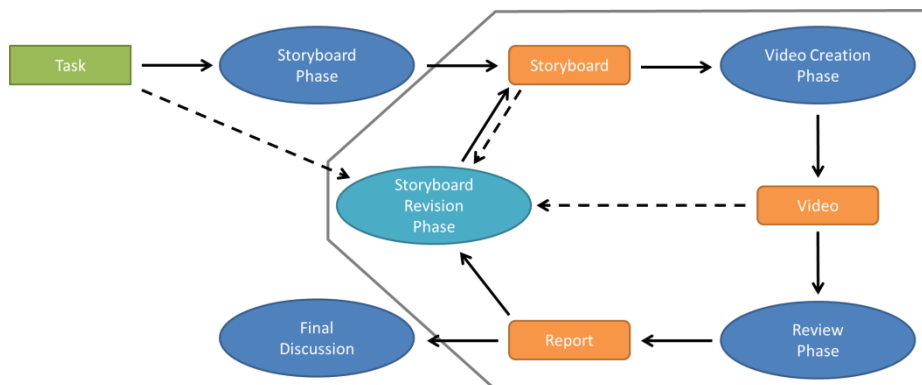 Task
Storyboard
Phase
Storyboard
Video Creation
Phase
Storyboard
Revision
Phase
Video
Final
Discussion
Report
Review
Phase